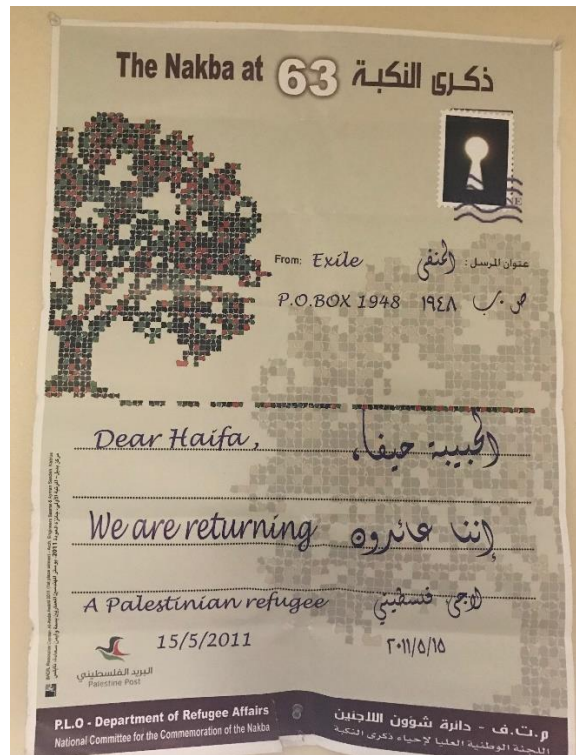 The Nakba at 63 ذكرى النكبة
From: Exile المنفى عنوان المرسل:
P.O.BOX 1948 ص.ب ١٩٤٨
Dear Haifa, الحبيبة حيفا،
We are returning إننا عائدون
A Palestinian refugee لاجئ فلسطيني
15/5/2011 ٢٠١١/٥/١٥
البريد الفلسطيني
Palestine Post
P.L.O - Department of Refugee Affairs م.ت.ف - دائرة شؤون اللاجئين
National Committee for the Commemoration of the Nakba اللجنة الوطنية العليا لإحياء ذكرى النكبة